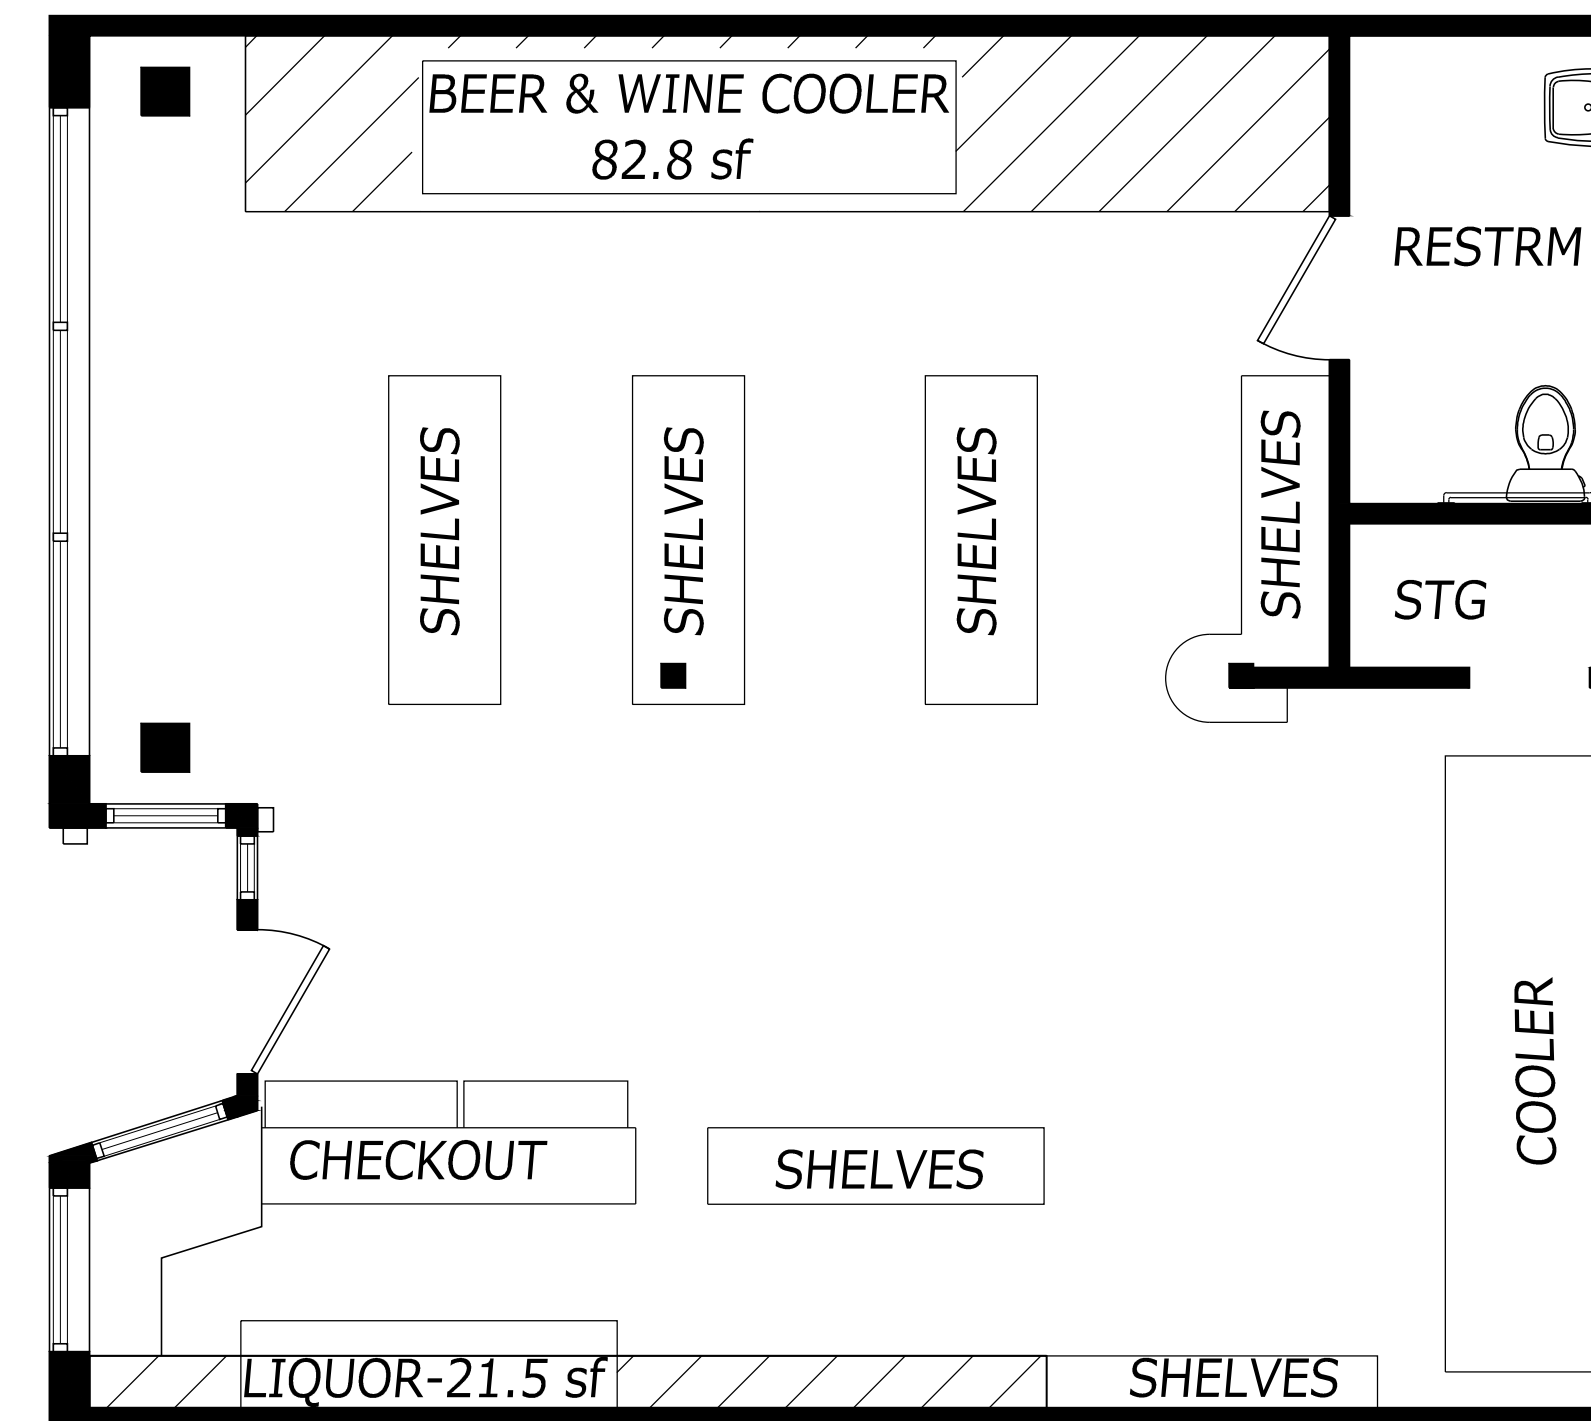 BEER & WINE COOLER
82.8 sf
RESTRM
SHELVES
SHELVES
SHELVES
SHELVES
STG
COOLER
CHECKOUT
SHELVES
LIQUOR-21.5 sf
SHELVES